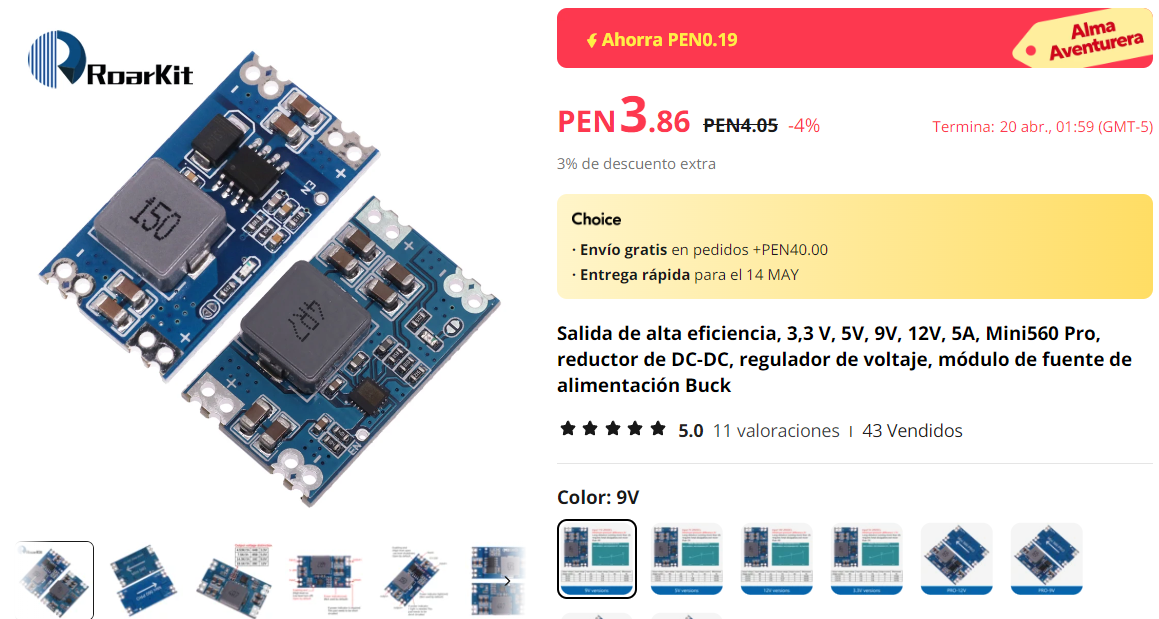 RoarKit
150
4R7
EN
EN
Ahorra PEN0.19
Alma
Aventurera
PEN3.86 PEN4.05 -4%
Termina: 20 abr., 01:59 (GMT-5)
3% de descuento extra
Choice
· Envío gratis en pedidos +PEN40.00
· Entrega rápida para el 14 MAY
Salida de alta eficiencia, 3,3 V, 5V, 9V, 12V, 5A, Mini560 Pro,
reductor de DC-DC, regulador de voltaje, módulo de fuente de
alimentación Buck
5.0 11 valoraciones ı 43 Vendidos
Color: 9V
9V versions
5V versions
12V versions
3.3V versions
PRO-12V
PRO-9V